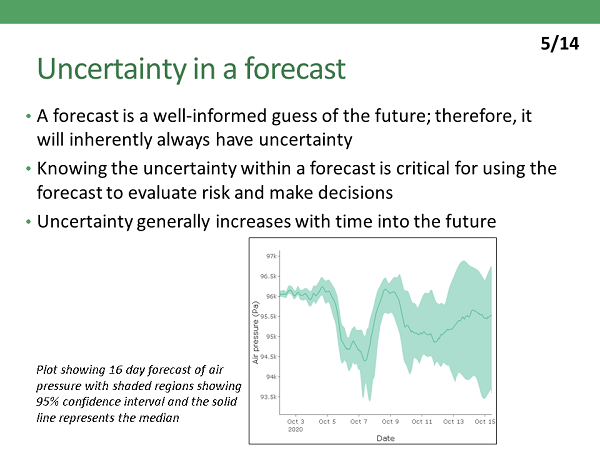 5/14
Uncertainty in a forecast
• A forecast is a well-informed guess of the future; therefore, it
will inherently always have uncertainty
• Knowing the uncertainty within a forecast is critical for using the
forecast to evaluate risk and make decisions
• Uncertainty generally increases with time into the future
Plot showing 16 day forecast of air
pressure with shaded regions showing
95% confidence interval and the solid
line represents the median
Air pressure (Pa)
97k
96.5k
96k
95.5k
95k
94.5k
94k
93.5k
Oct 3 Oct 5 Oct 7 Oct 9 Oct 11 Oct 13 Oct 15
2020
Date